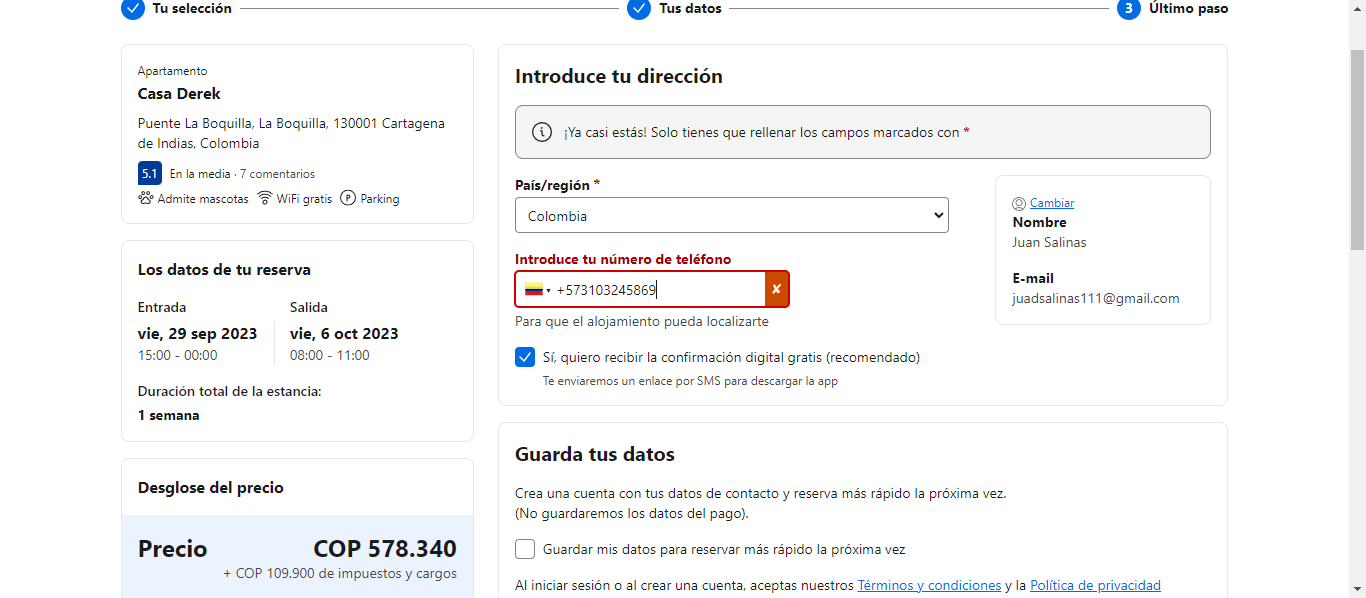 Tu selección
Tus datos
3 Último paso
Apartamento
Casa Derek
Puente La Boquilla, La Boquilla, 130001 Cartagena
de Indias, Colombia
5.1 En la media · 7 comentarios
Admite mascotas WiFi gratis P Parking
Los datos de tu reserva
Entrada Salida
vie, 29 sep 2023 vie, 6 oct 2023
15:00 - 00:00 08:00 - 11:00
Duración total de la estancia:
1 semana
Desglose del precio
Precio COP 578.340
+ COP 109.900 de impuestos y cargos
Introduce tu dirección
¡Ya casi estás! Solo tienes que rellenar los campos marcados con *
País/región *
Colombia
Introduce tu número de teléfono
+573103245869
Para que el alojamiento pueda localizarte
Sí, quiero recibir la confirmación digital gratis (recomendado)
Te enviaremos un enlace por SMS para descargar la app
Cambiar
Nombre
Juan Salinas
E-mail
juadsalinas111@gmail.com
Guarda tus datos
Crea una cuenta con tus datos de contacto y reserva más rápido la próxima vez.
(No guardaremos los datos del pago).
Guardar mis datos para reservar más rápido la próxima vez
Al iniciar sesión o al crear una cuenta, aceptas nuestros Términos y condiciones y la Política de privacidad